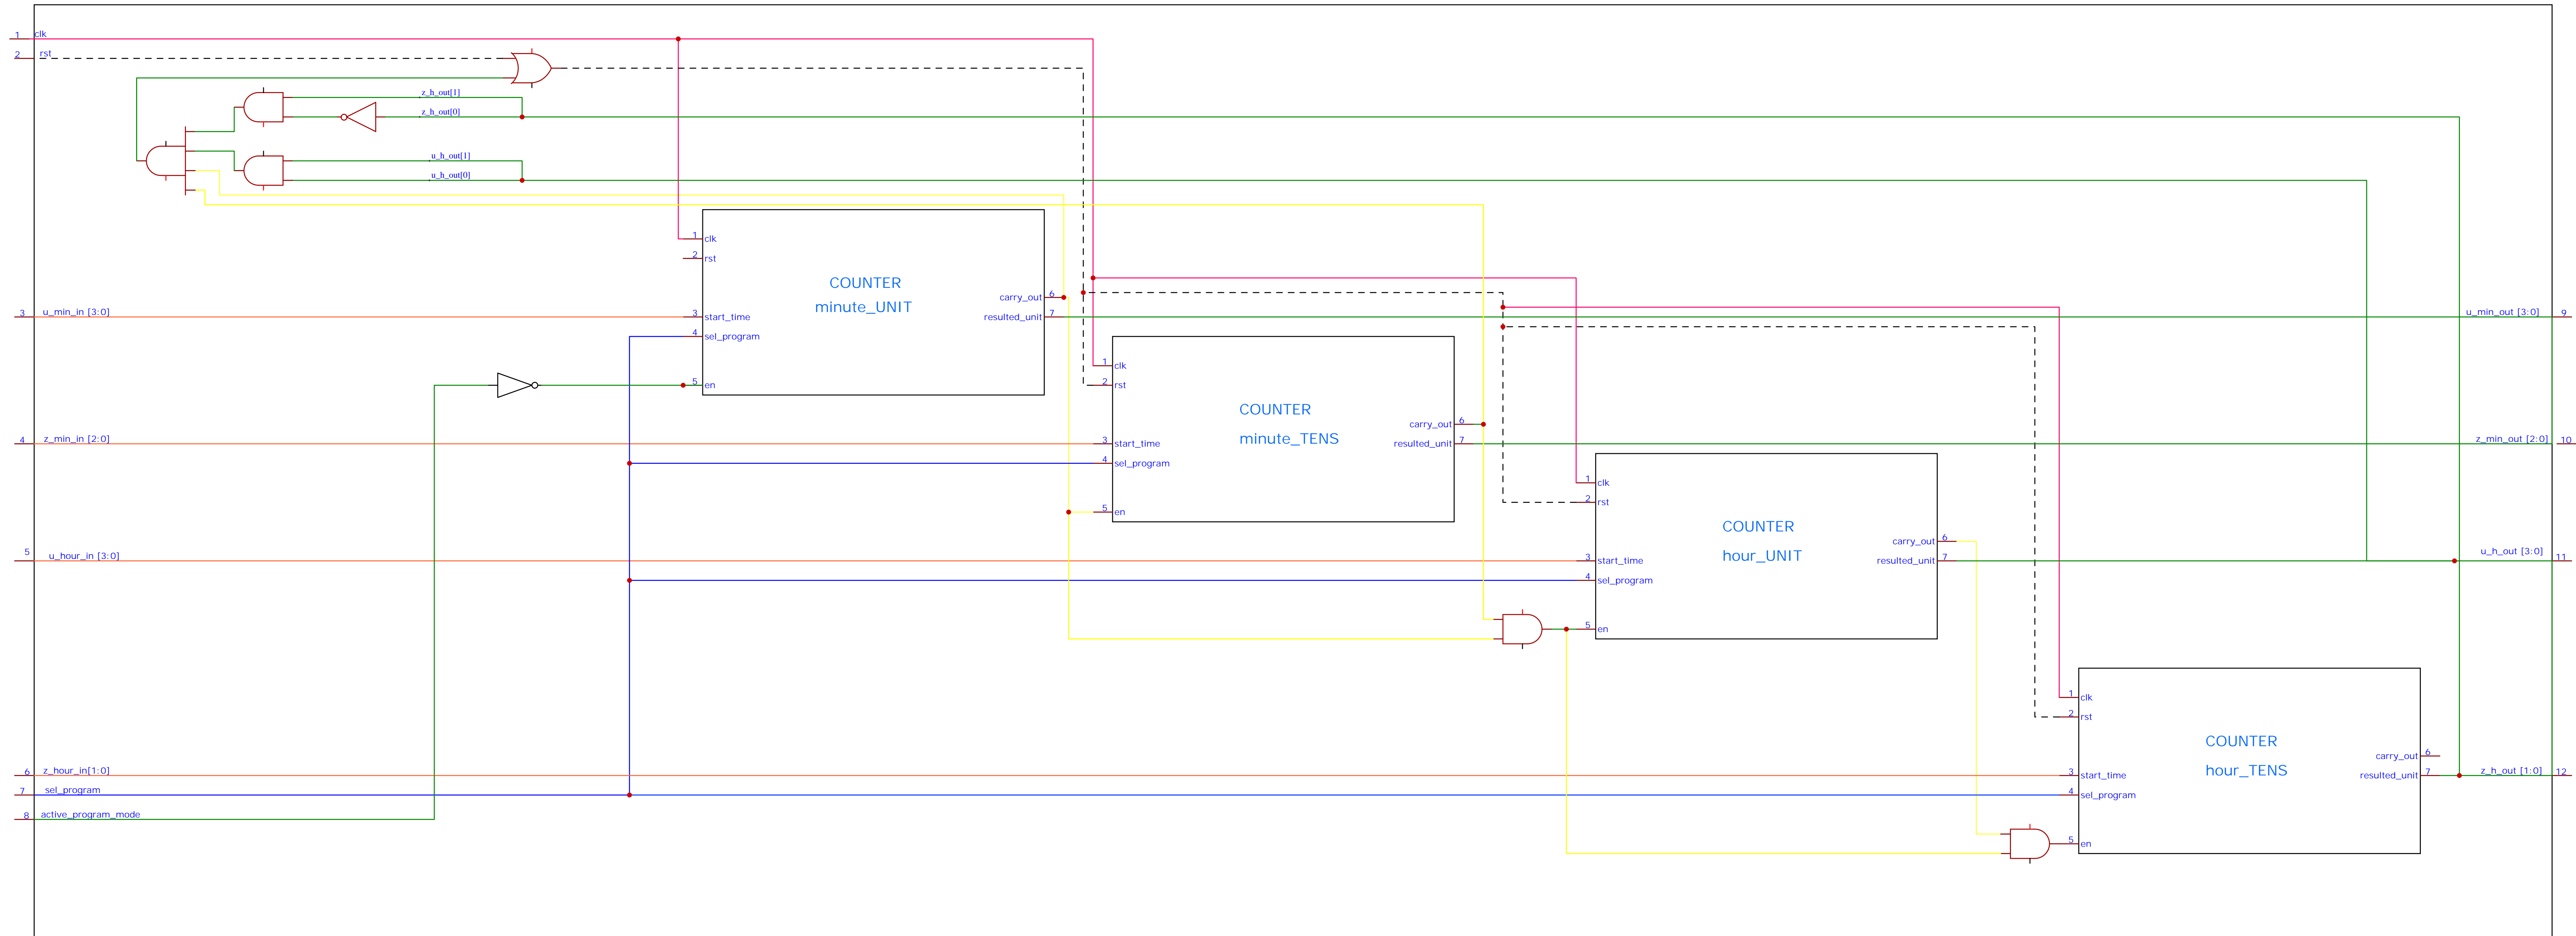 1 clk
2 rst
z_h_out[1]
z_h_out[0]
u_h_out[1]
u_h_out[0]
1 clk
2 rst
COUNTER
minute_UNIT
carry_out 6
3 u_min_in [3:0]
3 start_time
resulted_unit 7
u_min_out [3:0] 9
4 sel_program
5 en
1 clk
2 rst
COUNTER
minute_TENS
carry_out 6
4 z_min_in [2:0]
3 start_time
resulted_unit 7
z_min_out [2:0] 10
4 sel_program
5 en
1 clk
2 rst
COUNTER
hour_UNIT
carry_out 6
5 u_hour_in [3:0]
3 start_time
resulted_unit 7
u_h_out [3:0] 11
4 sel_program
5 en
1 clk
2 rst
COUNTER
hour_TENS
carry_out 6
6 z_hour_in[1:0]
3 start_time
resulted_unit 7
z_h_out [1:0] 12
7 sel_program
4 sel_program
8 active_program_mode
5 en